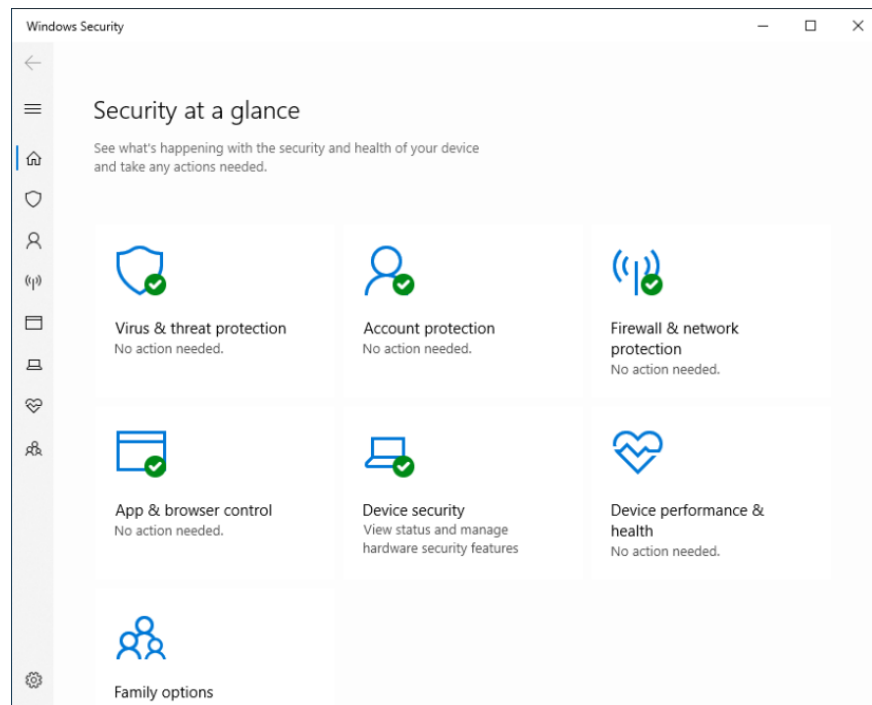 Windows Security
Security at a glance
See what's happening with the security and health of your device
and take any actions needed.
Virus & threat protection
No action needed.
Account protection
No action needed.
Firewall & network
protection
No action needed.
App & browser control
No action needed.
Device security
View status and manage
hardware security features
Device performance &
health
No action needed.
Family options